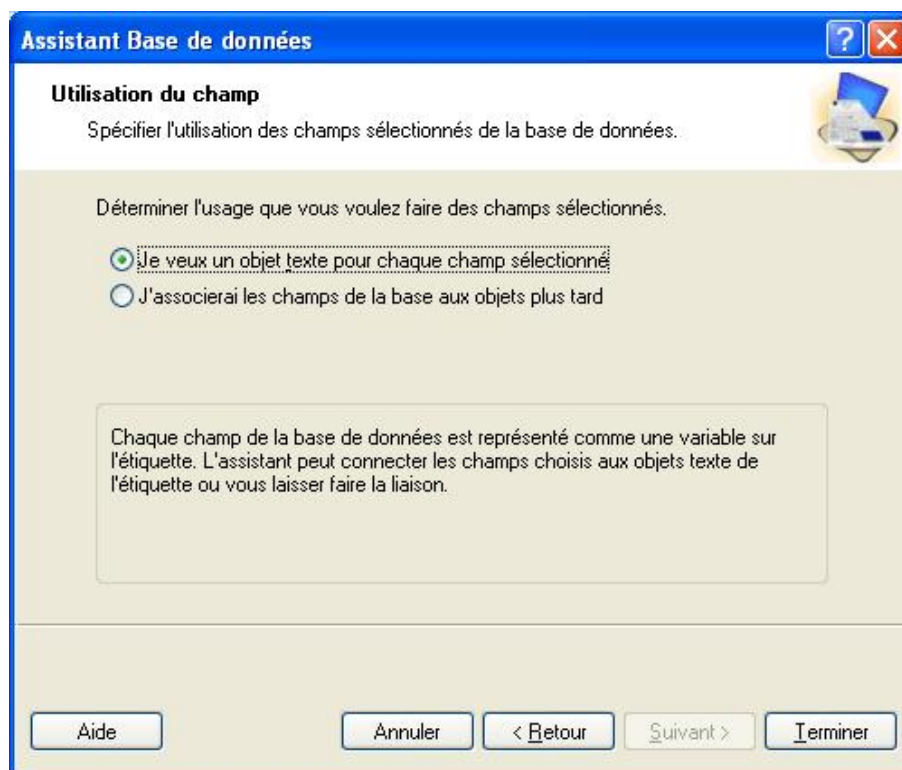 Assistant Base de données
Utilisation du champ
Spécifier l'utilisation des champs sélectionnés de la base de données.
Déterminer l'usage que vous voulez faire des champs sélectionnés.
Je veux un objet texte pour chaque champ sélectionné
J'associerai les champs de la base aux objets plus tard
Chaque champ de la base de données est représenté comme une variable sur
l'étiquette. L'assistant peut connecter les champs choisis aux objets texte de
l'étiquette ou vous laisser faire la liaison.
Aide
Annuler
< Retour
Suivant >
Terminer